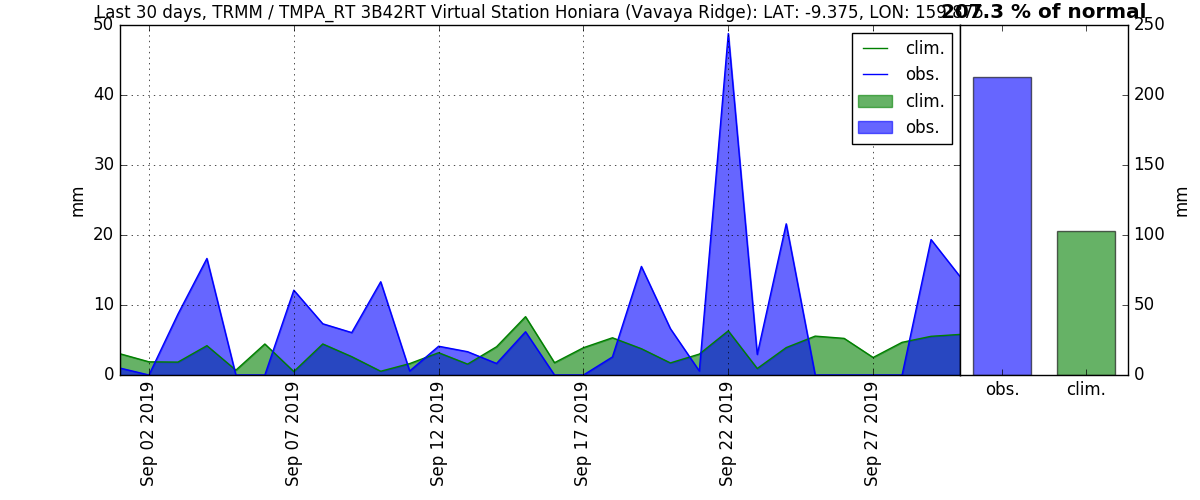 Last 30 days, TRMM / TMPA_RT 3B42RT Virtual Station Honiara (Vavaya Ridge): LAT: -9.375, LON:
207.3 % of normal
50
40
30
20
10
0
mm
clim.
obs.
clim.
obs.
Sep 02 2019
Sep 07 2019
Sep 12 2019
Sep 17 2019
Sep 22 2019
Sep 27 2019
250
200
150
100
50
0
mm
obs.
clim.